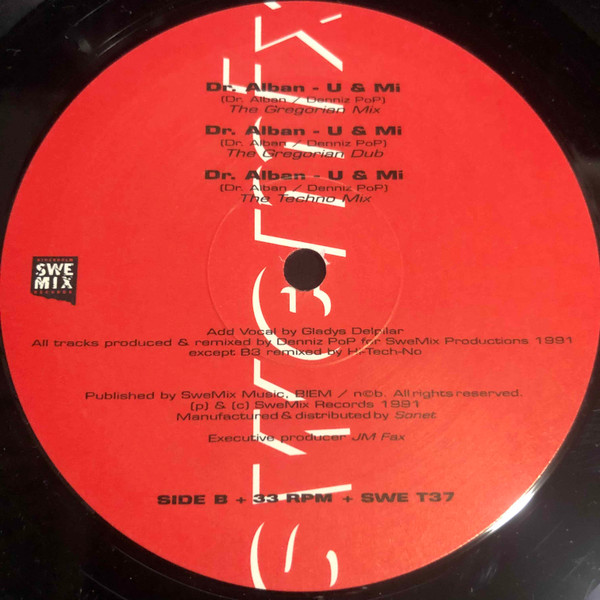 Dr. Alban - U & Mi
(Dr. Alban / Denniz PoP)
The Gregorian Mix
Dr. Alban - U & Mi
(Dr. Alban / Denniz PoP)
The Gregorian Dub
Dr. Alban - U & Mi
(Dr. Alban / Denniz PoP)
The Techno Mix
STOCKHOLM
SWE
MIX
RECORDS
Add Vocal by Gladys Delpilar
All tracks produced & remixed by Denniz PoP for SweMix Productions 1991
except B3 remixed by Hi-Tech-No
Published by SweMix Music, BIEM / n©b. All rights reserved.
(p) & (c) SweMix Records 1991
Manufactured & distributed by Sonet
Executive producer JM Fax
SIDE B + 33 RPM + SWE T37